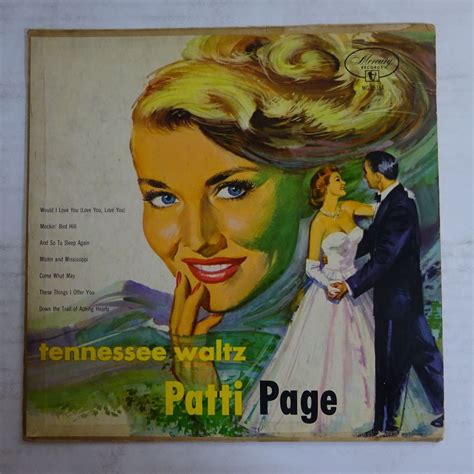 Mercury
RECORDS
Would I Love You (Love You, Love You)
Mockin' Bird Hill
And So To Sleep Again
Mister and Mississippi
Come What May
These Things I Offer You
Down the Trail of Aching Hearts
tennessee waltz
Patti Page